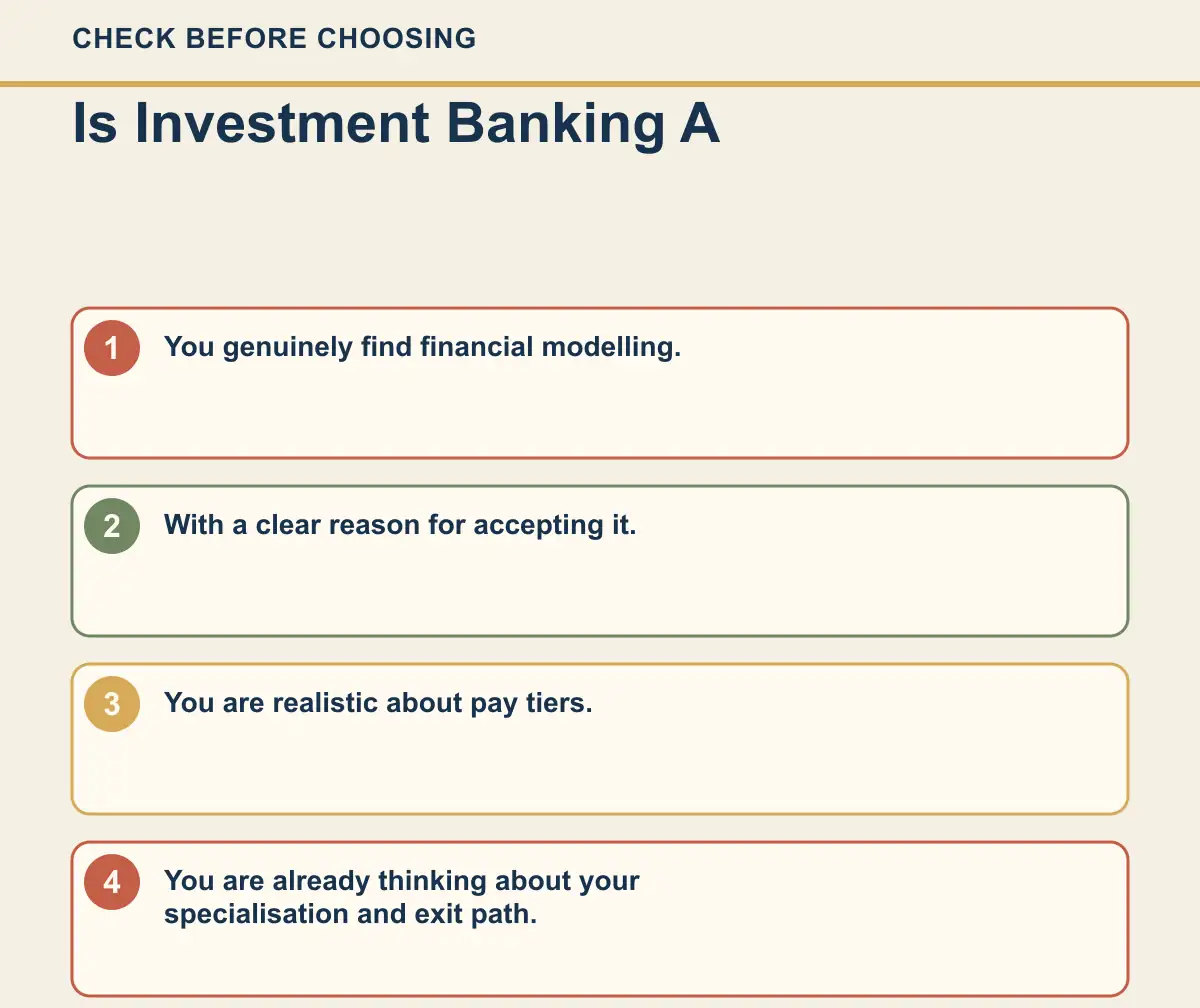 CHECK BEFORE CHOOSING
Is Investment Banking A
1
You genuinely find financial modelling.
2
With a clear reason for accepting it.
3
You are realistic about pay tiers.
4
You are already thinking about your
specialisation and exit path.